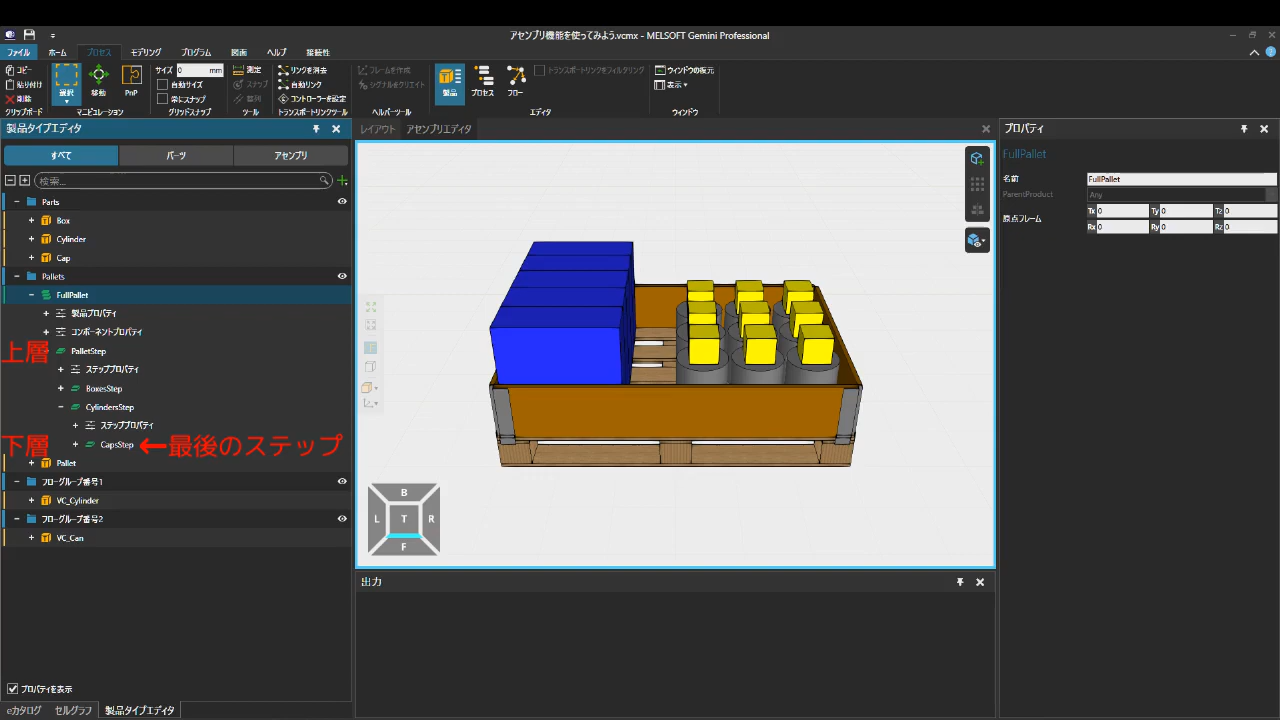 アセンブリ機能を使ってみよう.vcmx - MELSOFT Gemini Professional
ファイル ホーム プロセス モデリング プログラム 図面 ヘルプ 接続性
コピー
貼り付け
削除
クリップボード
選択 移動 PnP
マニピュレーション
サイズ 0 mm
自動サイズ
常にスナップ
グリッドスナップ
測定
スナップ
整列
ツール
リンクを消去
自動リンク
コントローラーを設定
トランスポートリンクツール
フレームを作成
シグナルをクリエイト
ヘルパーツール
製品 プロセス フロー
トランスポートリンクをフィルタリング
エディタ
ウィンドウの復元
表示
ウィンドウ
製品タイプエディタ
すべて パーツ アセンブリ
検索...
Parts
Box
Cylinder
Cap
Pallets
FullPallet
製品プロパティ
コンポーネントプロパティ
上層
PalletStep
ステッププロパティ
BoxesStep
CylindersStep
ステッププロパティ
下層
CapsStep
←最後のステップ
Pallet
フローグループ番号1
VC_Cylinder
フローグループ番号2
VC_Can
プロパティを表示
eカタログ セルグラフ 製品タイプエディタ
レイアウト アセンブリエディタ
B
L T R
F
出力
プロパティ
FullPallet
名前 FullPallet
ParentProduct Any
原点フレーム
Tx 0 Ty 0 Tz 0
Rx 0 Ry 0 Rz 0